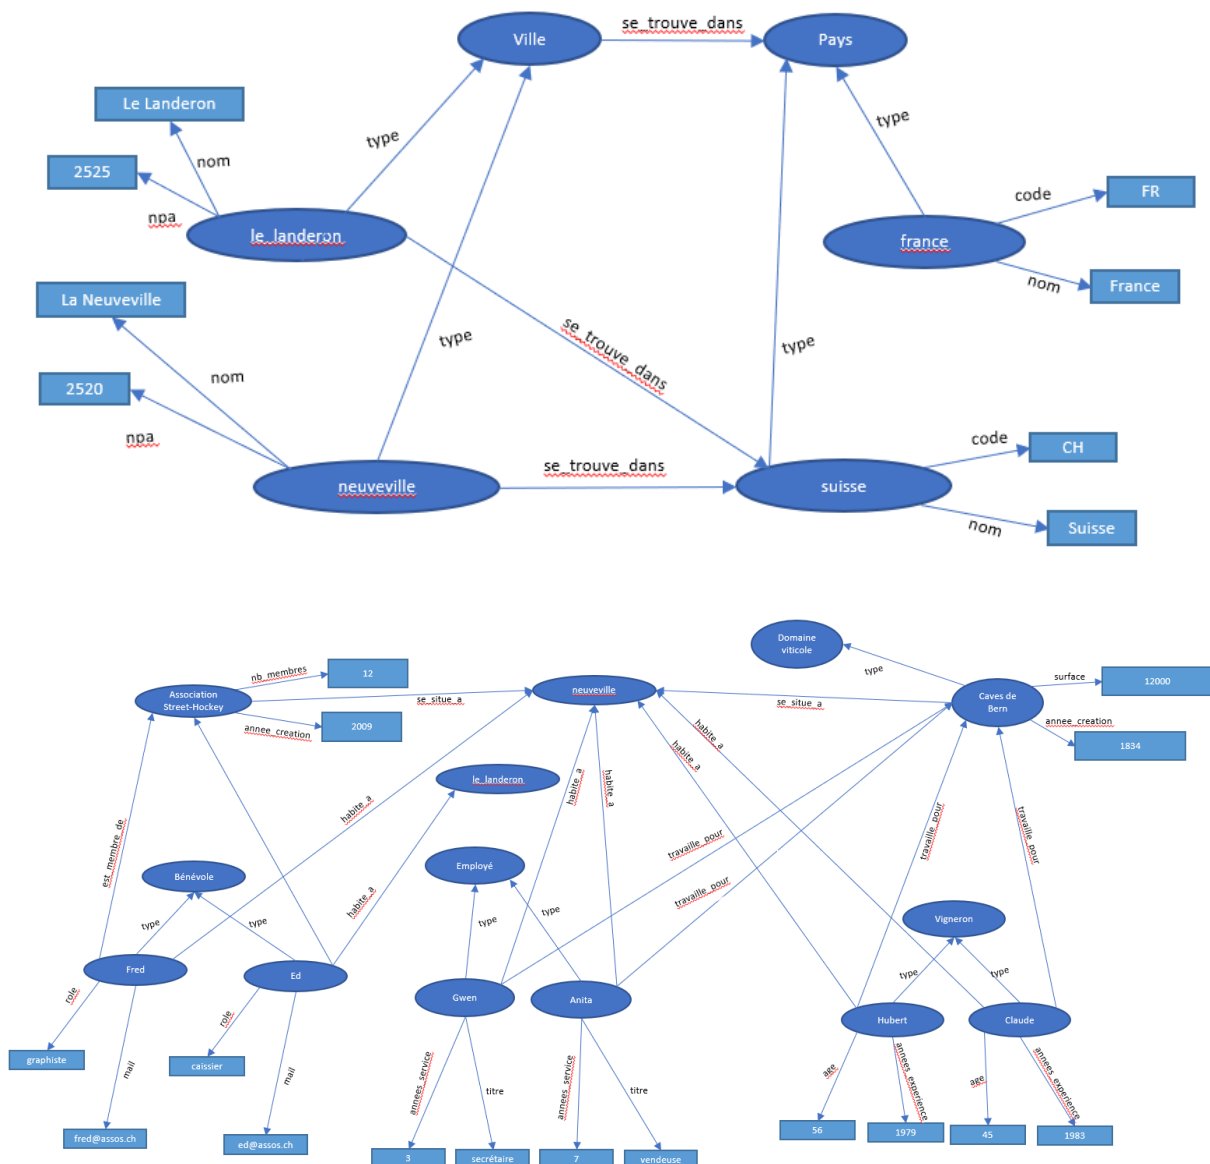 Ville
se_trouve_dans
Pays
Le Landeron
type
type
nom
2525
FR
code
npa
le_landeron
france
La Neuveville
nom
France
se_trouve_dans
type
type
nom
2520
npa
code
CH
se_trouve_dans
neuveville
suisse
nom
Suisse
Domaine
viticole
nb_membres
12
type
surface
12000
Association
Street-Hockey
se_situe_a
neuveville
se_situe_a
Caves de
Bern
annee_creation
2009
annee_creation
1834
habite_a
habite_a
le_landeron
habite_a
habite_a
habite_a
travaille_pour
travaille_pour
est_membre_de
travaille_pour
Employé
Bénévole
travaille_pour
habite_a
type
type
type
type
Vigneron
Fred
Ed
type
type
Gwen
Anita
Hubert
Claude
role
role
graphiste
caissier
mail
mail
annees_service
titre
annees_service
titre
age
annees_experience
age
annees_experience
56
1979
45
1983
fred@assos.ch
ed@assos.ch
3
secrétaire
7
vendeuse